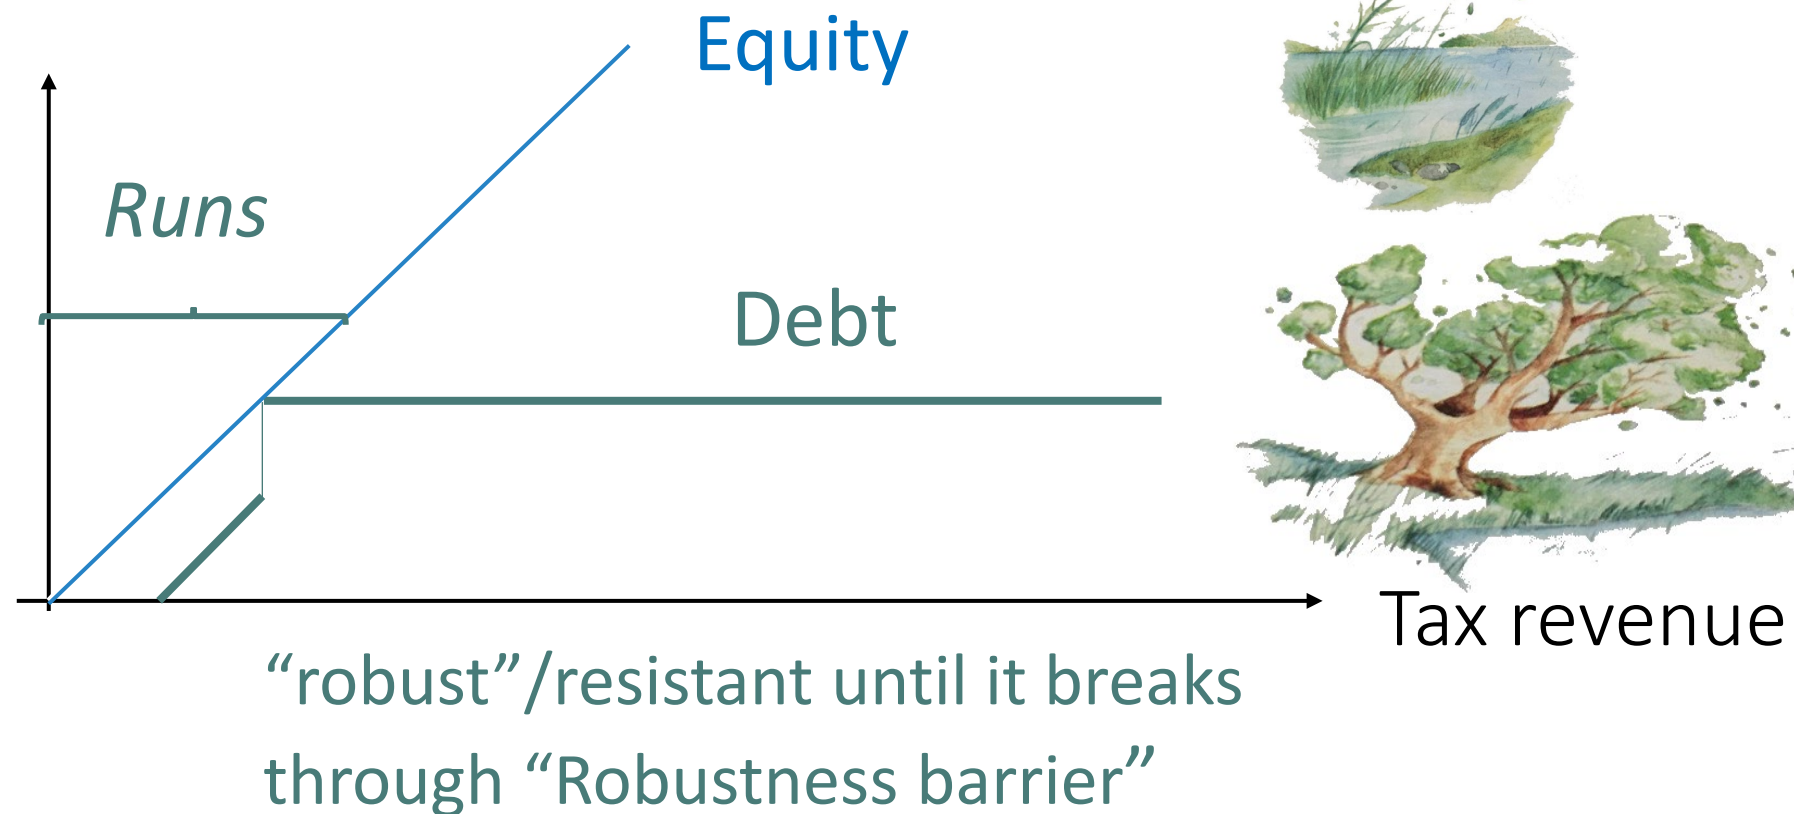 Equity
Runs
Debt
Tax revenue
“robust”/resistant until it breaks
through “Robustness barrier”